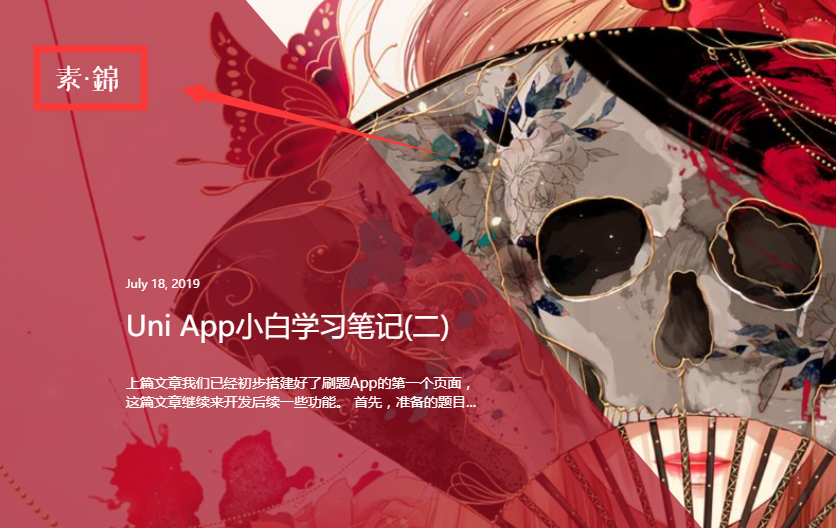 素·錦
July 18, 2019
Uni App小白学习笔记(二)
上篇文章我们已经初步搭建好了刷题App的第一个页面，
这篇文章继续来开发后续一些功能。 首先，准备的题目...